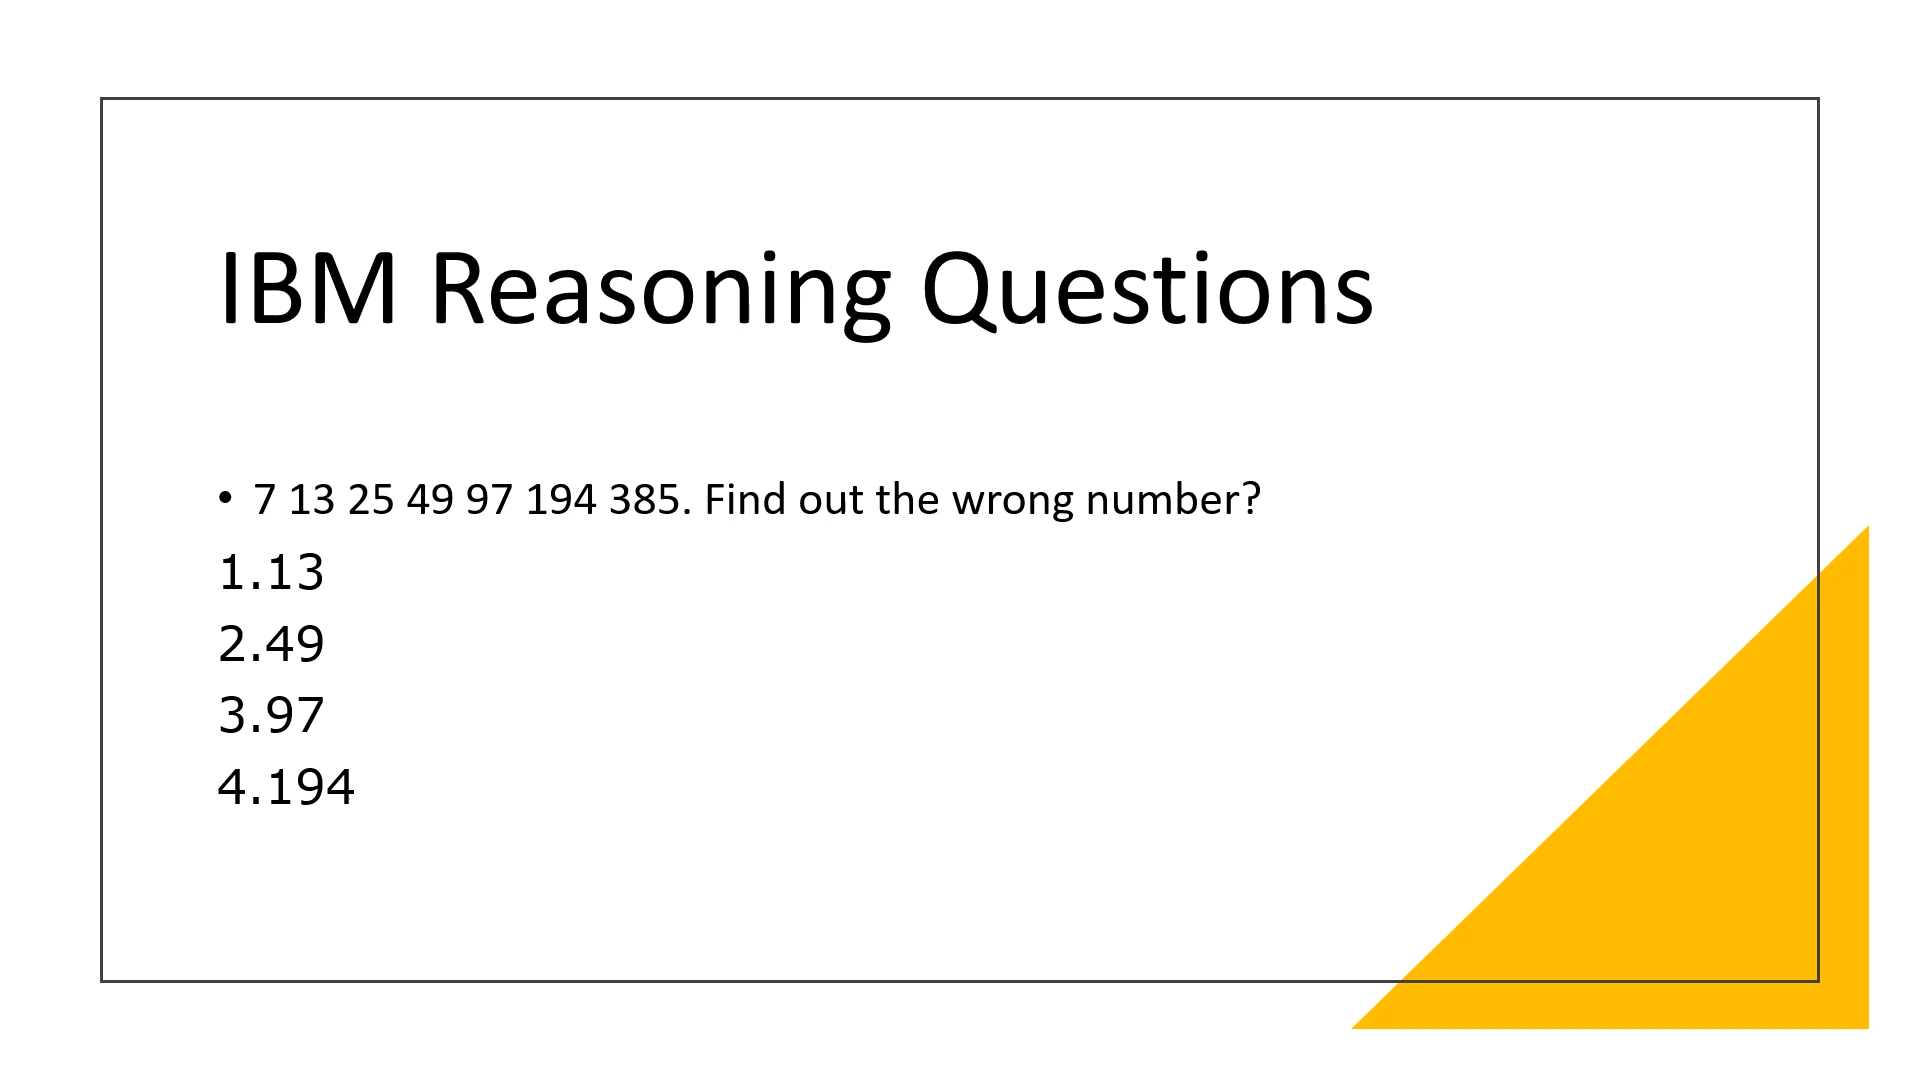 IBM Reasoning Questions
• 7 13 25 49 97 194 385. Find out the wrong number?
1.13
2.49
3.97
4.194